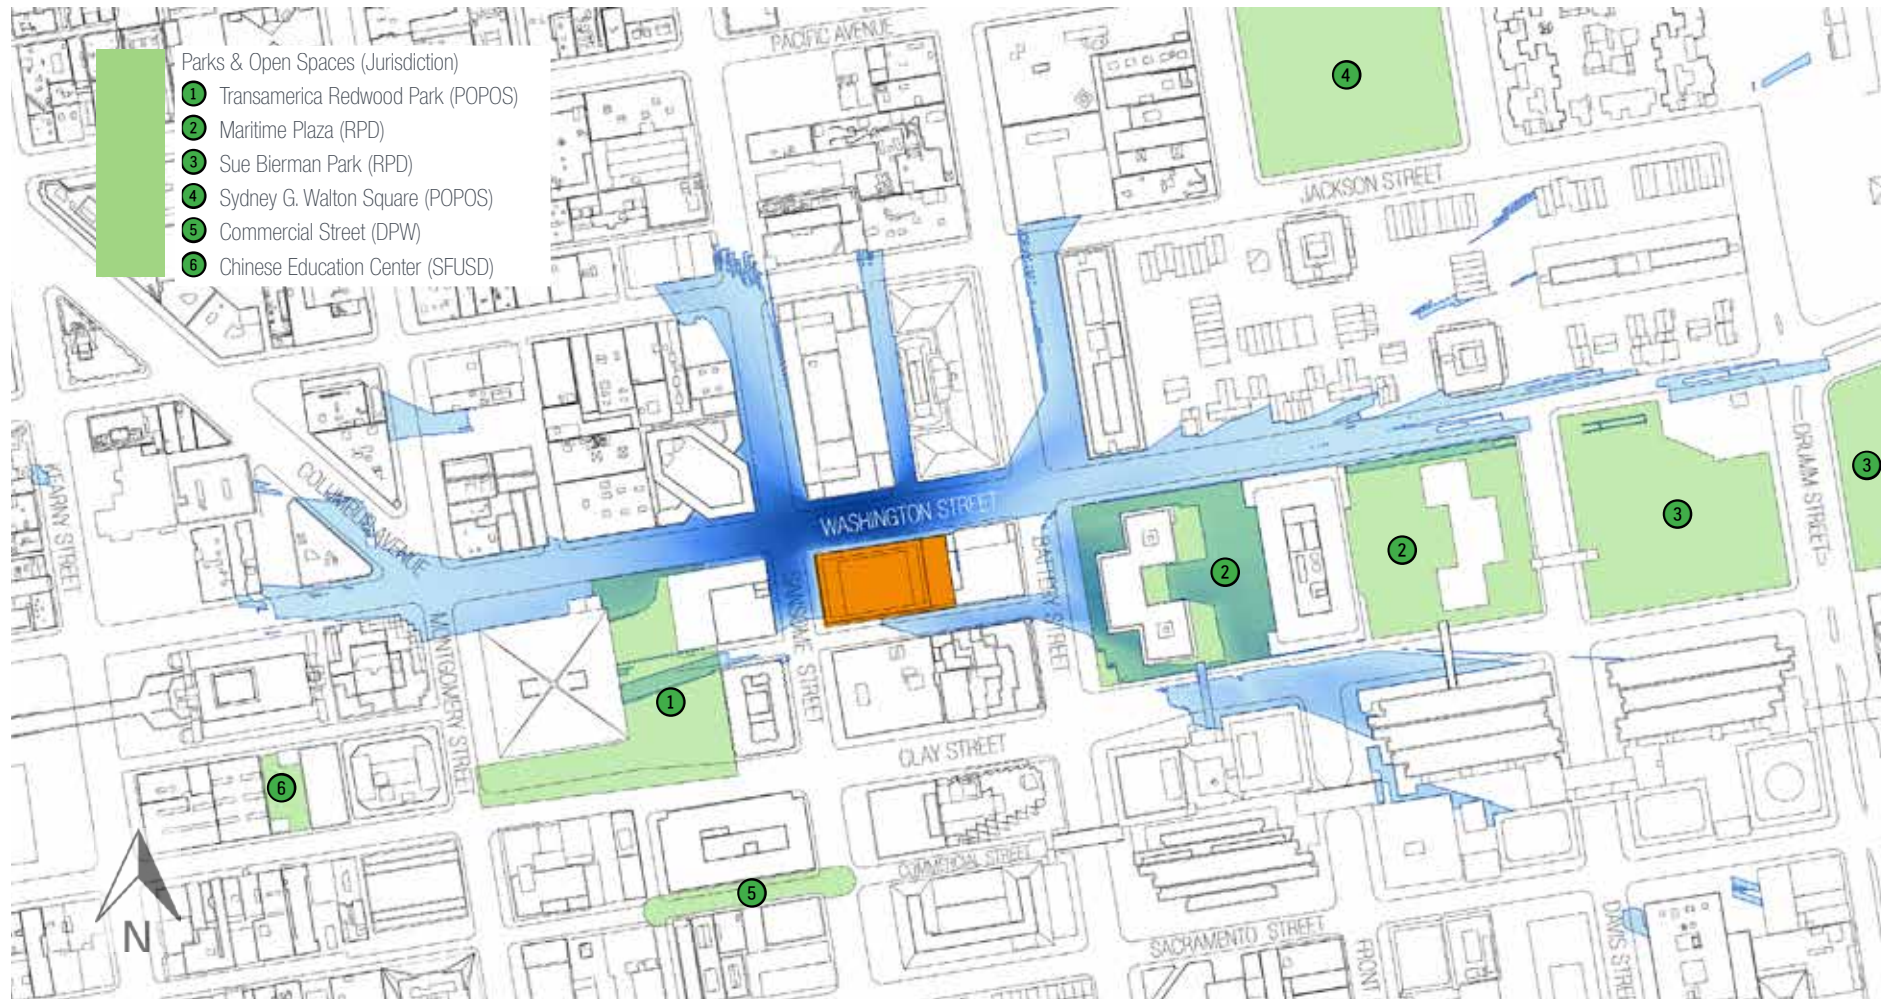 PACIFIC AVENUE
Parks & Open Spaces (Jurisdiction)
1 Transamerica Redwood Park (POPOS)
2 Maritime Plaza (RPD)
3 Sue Bierman Park (RPD)
4 Sydney G. Walton Square (POPOS)
5 Commercial Street (DPW)
6 Chinese Education Center (SFUSD)
4
JACKSON STREET
COLUMBUS AVENUE
KEARNY STREET
WASHINGTON STREET
DRUMM STREET
3
3
2
2
BATTERY STREET
SANSOME STREET
MONTGOMERY STREET
1
CLAY STREET
6
COMMERCIAL STREET
5
N
SACRAMENTO STREET
FRONT
DAVIS STREET